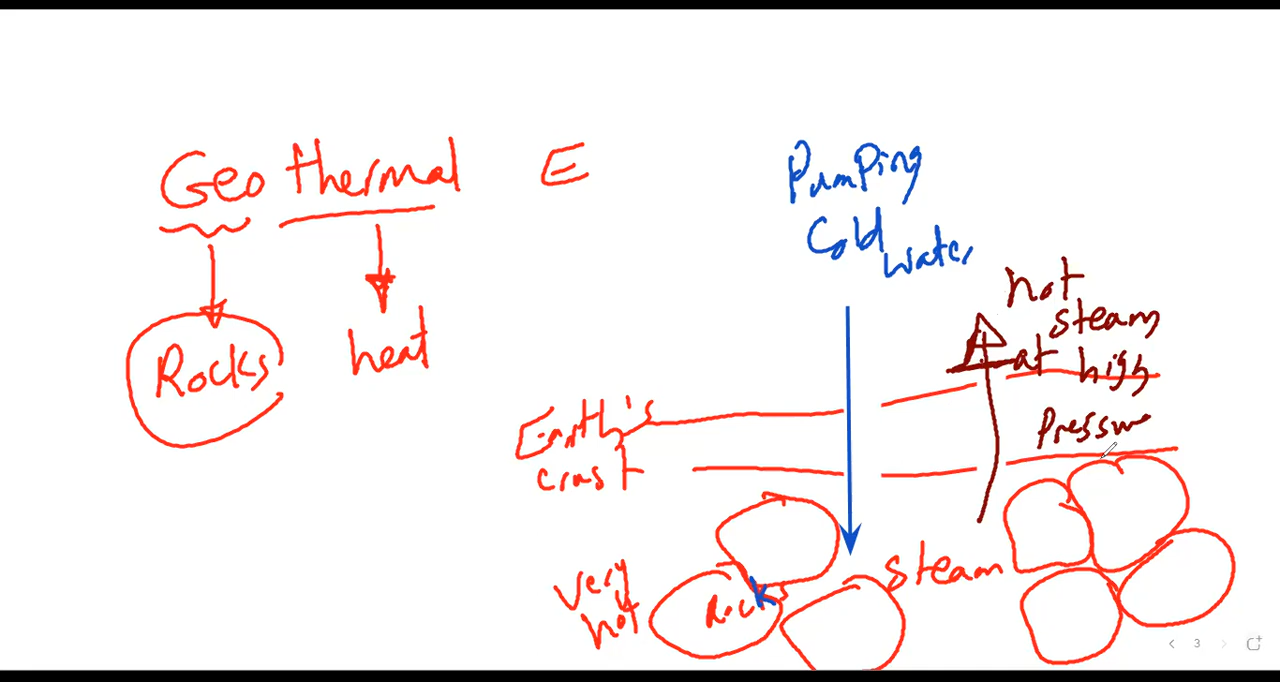 Geothermal E
Rocks
heat
Pumping
Cold
water
hot
steam
at high
Pressure
Earth's
crust
very
hot
Rocks
steam
3